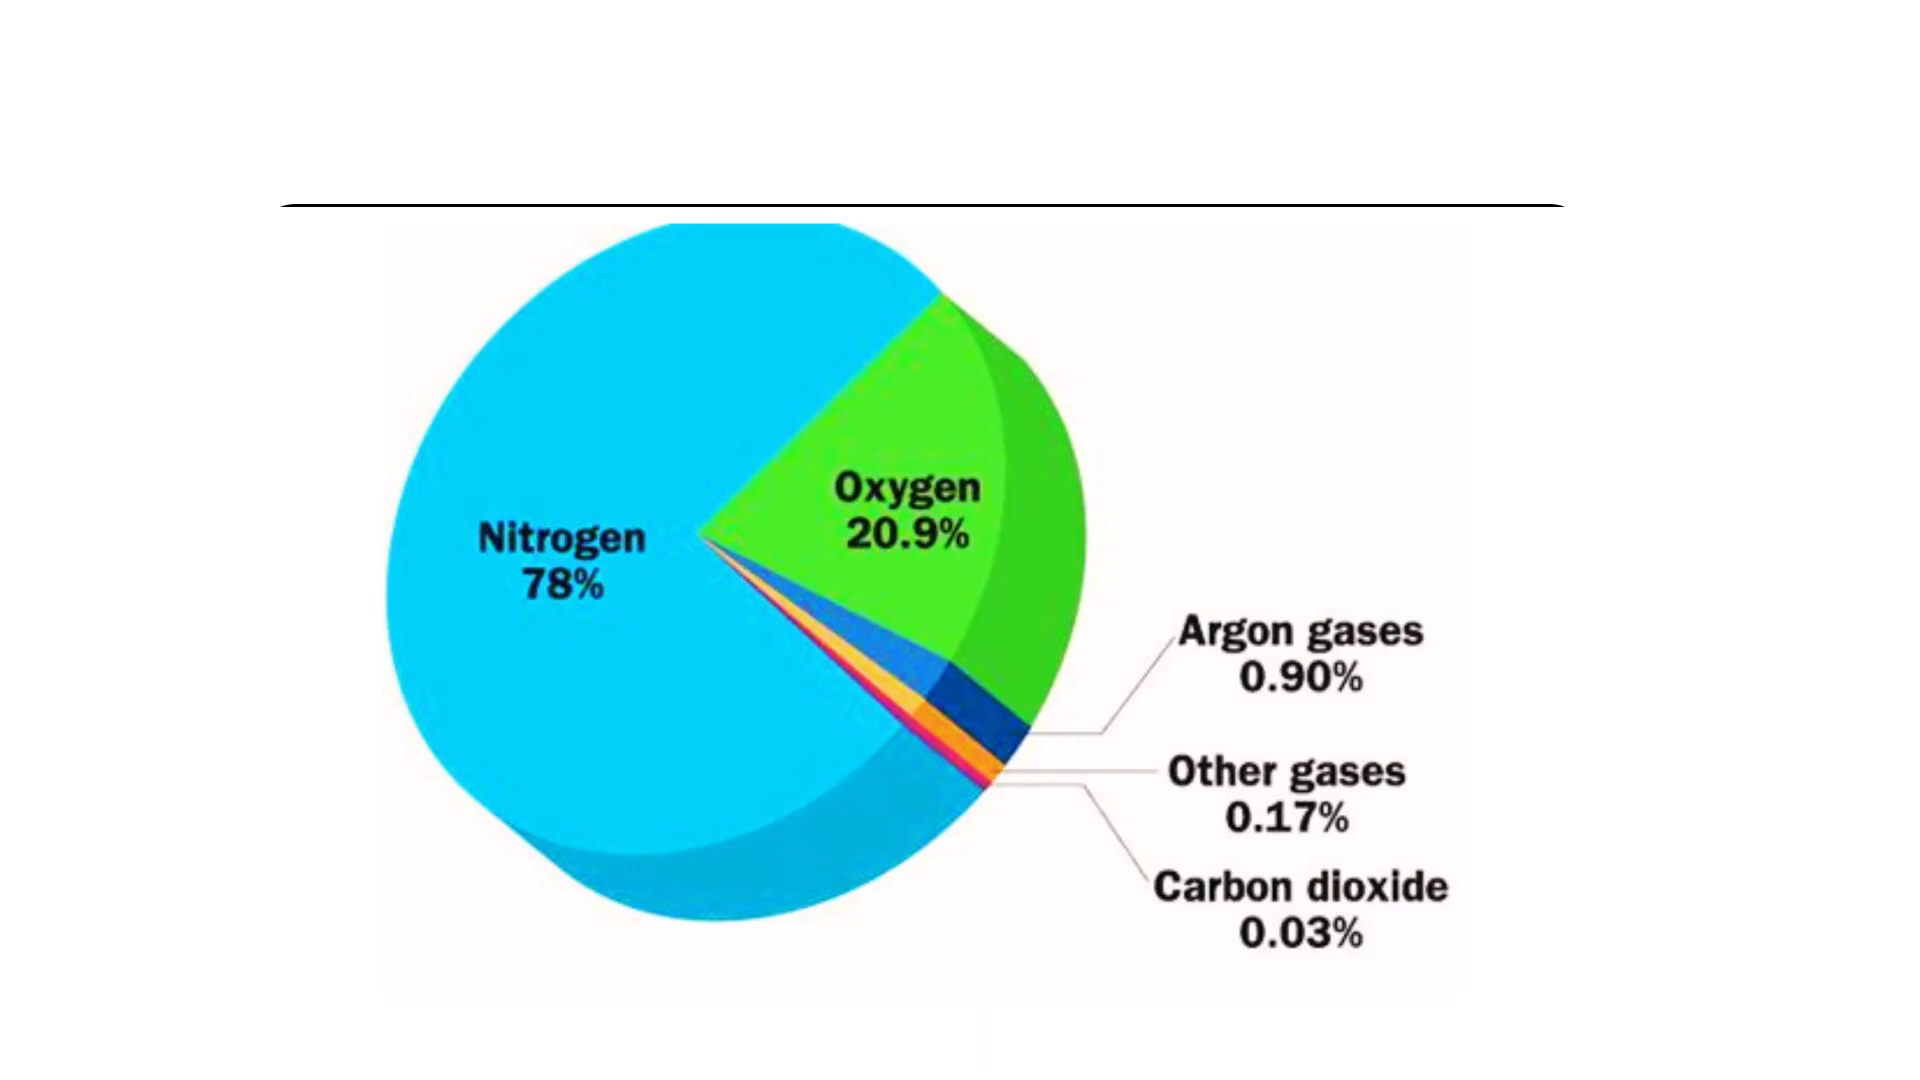 Nitrogen
78%
Oxygen
20.9%
Argon gases
0.90%
Other gases
0.17%
Carbon dioxide
0.03%